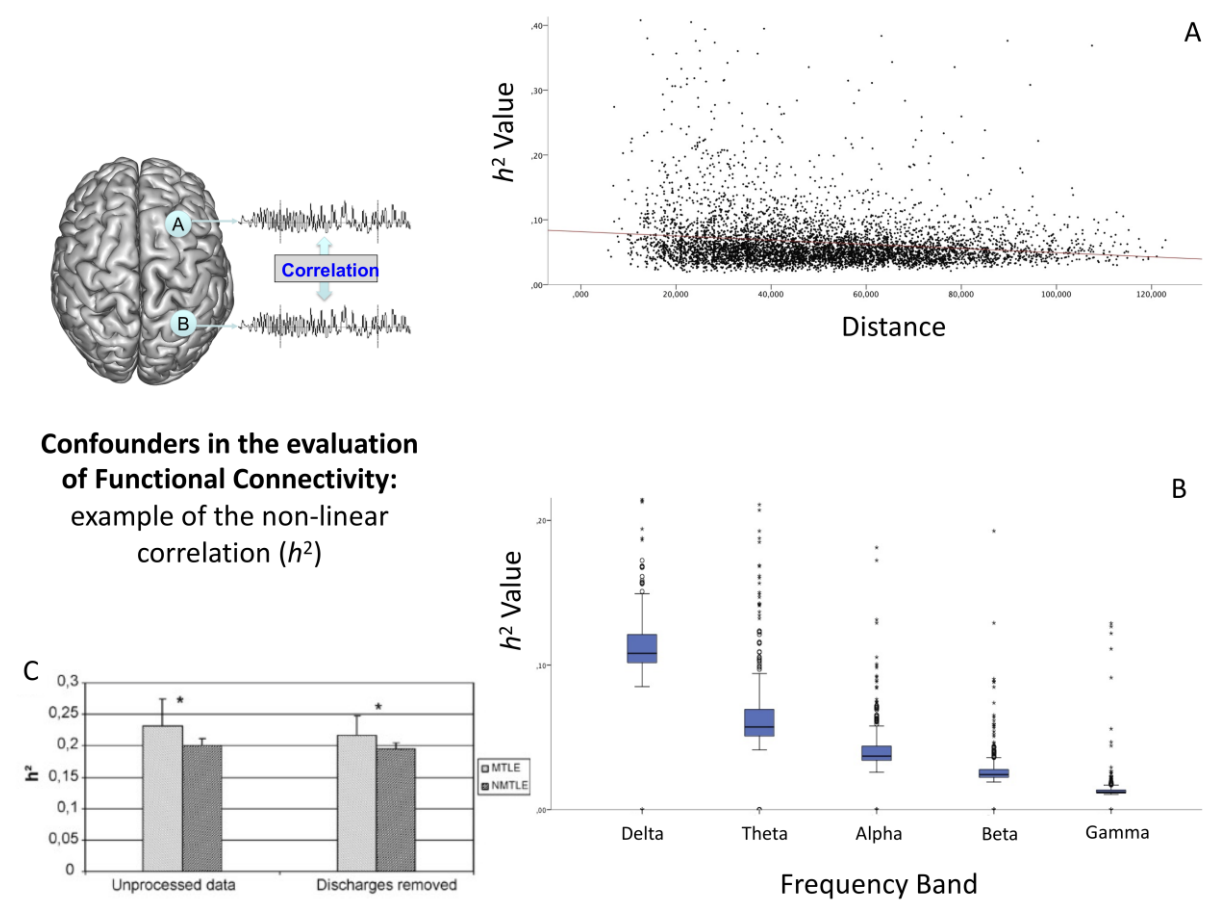 A
B
Correlation
Confounders in the evaluation
of Functional Connectivity:
example of the non-linear
correlation (h²)
A
h² Value
,40
,30
,20
,10
,00
,000
20,000
40,000
60,000
80,000
100,000
120,000
Distance
B
h² Value
,20
,10
,00
Delta
Theta
Alpha
Beta
Gamma
Frequency Band
C
h²
0,3
0,25
0,2
0,15
0,1
0,05
0
*
*
MTLE
NMTLE
Unprocessed data
Discharges removed